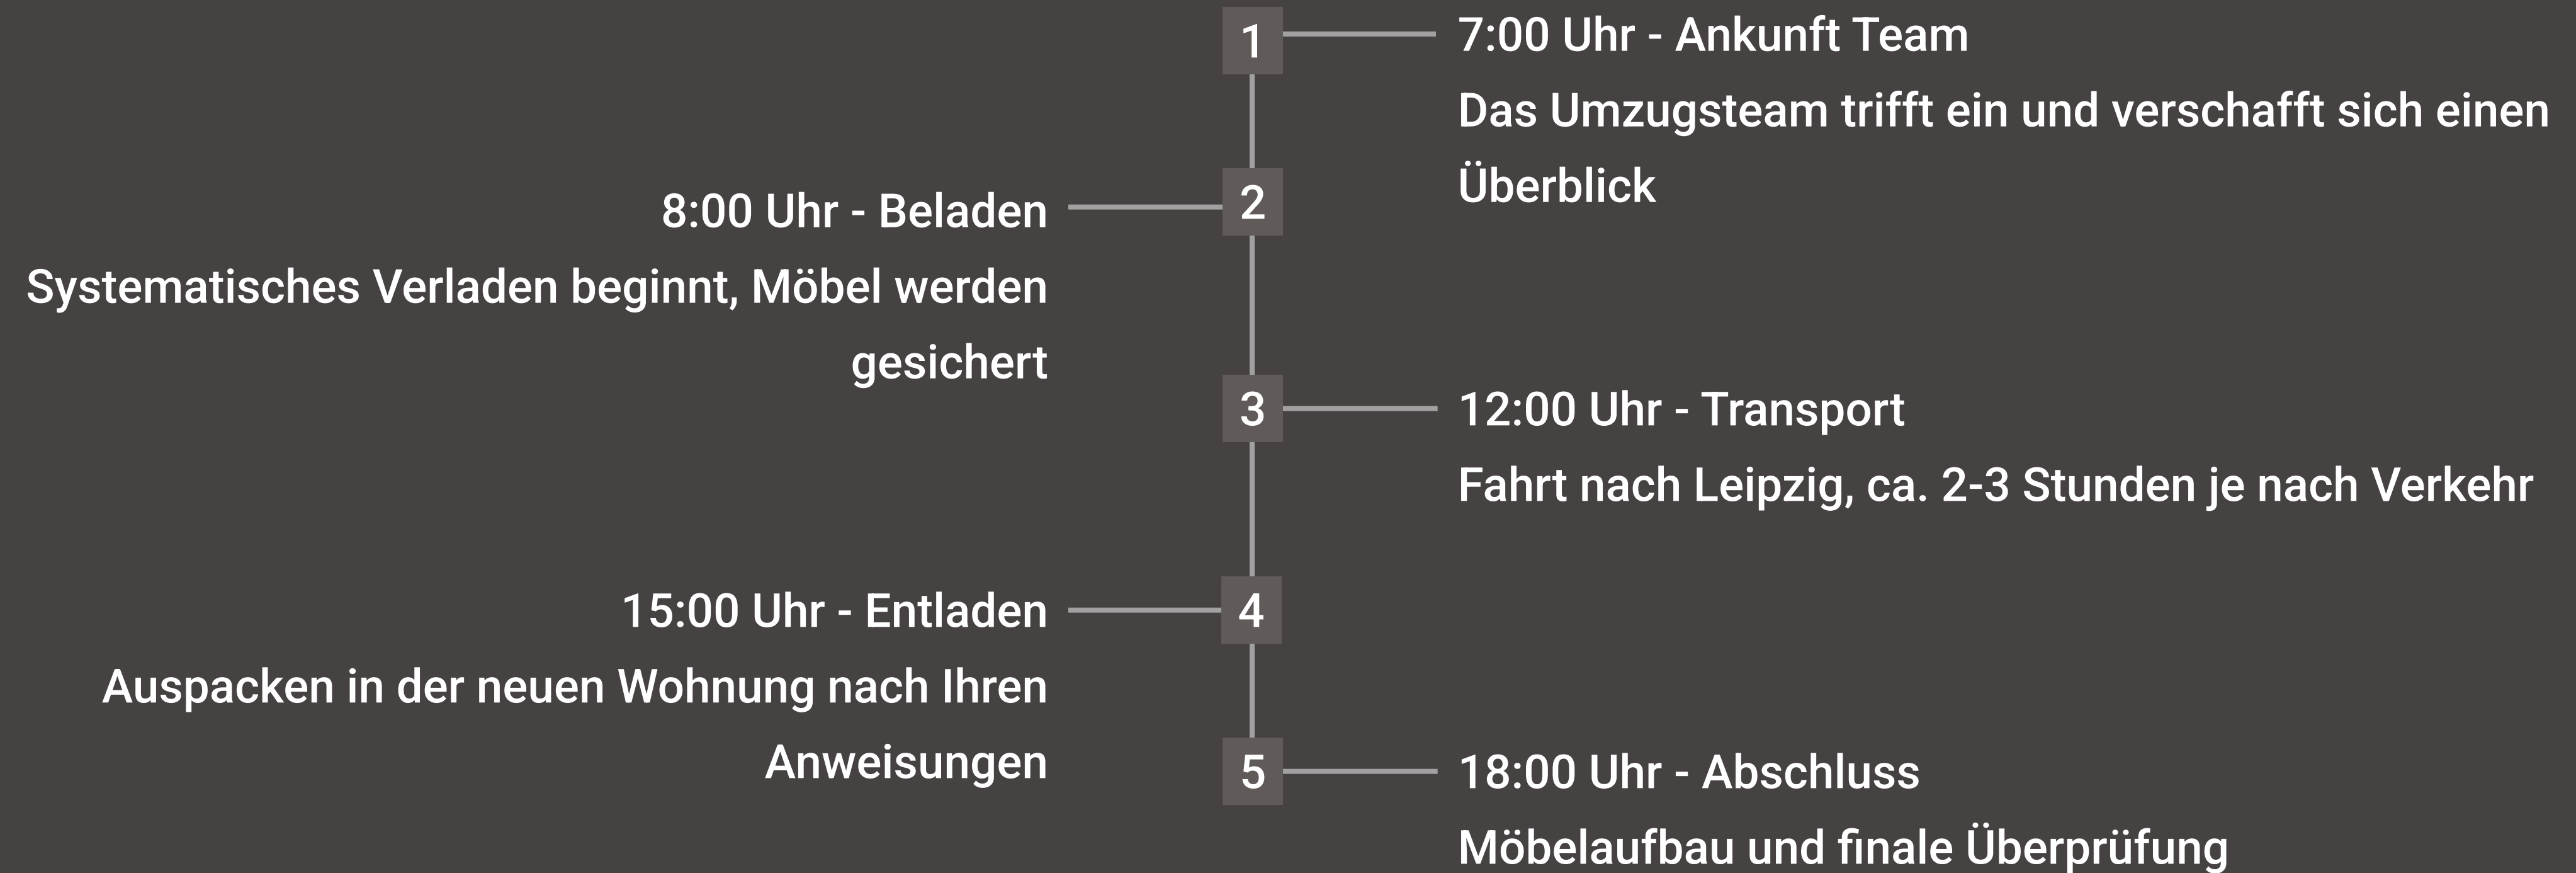 1
7:00 Uhr - Ankunft Team
Das Umzugsteam trifft ein und verschafft sich einen
Überblick
2
8:00 Uhr - Beladen
Systematisches Verladen beginnt, Möbel werden
gesichert
3
12:00 Uhr - Transport
Fahrt nach Leipzig, ca. 2-3 Stunden je nach Verkehr
4
15:00 Uhr - Entladen
Auspacken in der neuen Wohnung nach Ihren
Anweisungen
5
18:00 Uhr - Abschluss
Möbelaufbau und finale Überprüfung